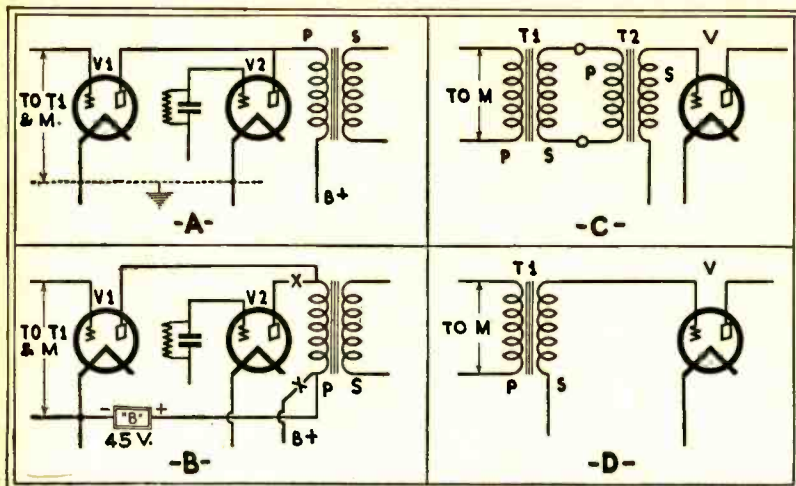 V1
V2
P
S
TO T1
& M.
B+
-A-
T1
T2
V
P
S
TO M
P
S
-C-
V1
V2
X
TO T1
& M
X
P
S
- "B" +
45 V.
B+
-B-
T1
V
TO M
P
S
-D-